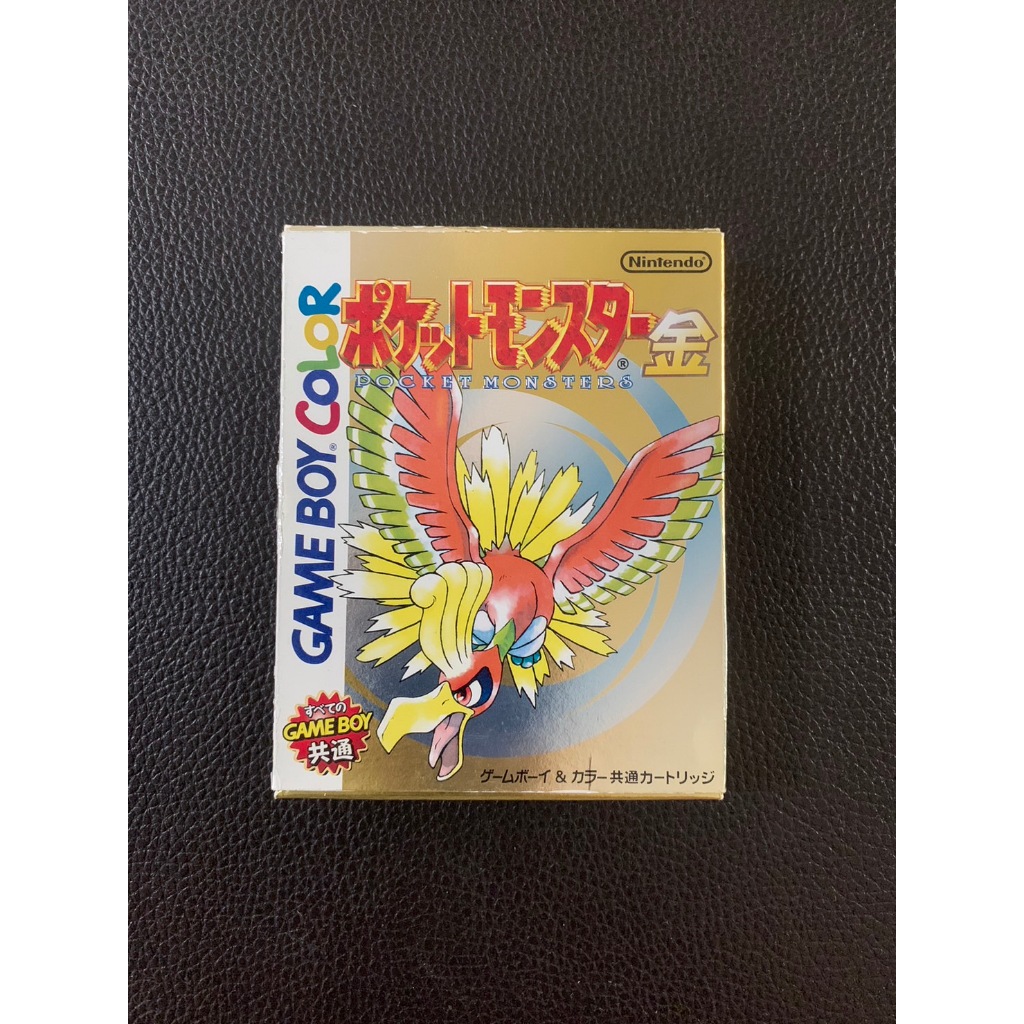 Nintendo
ポケットモンスター金
POCKET MONSTERS
GAME BOY COLOR
すべての
GAME BOY
共通
ゲームボーイ & カラー 共通カートリッジ